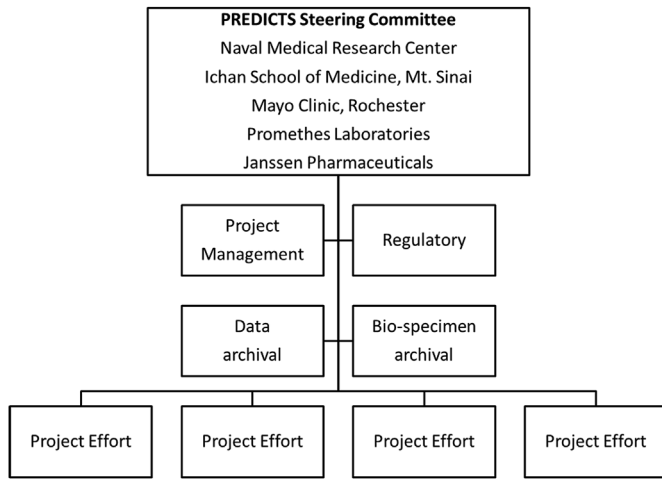 PREDICTS Steering Committee
Naval Medical Research Center
Ichan School of Medicine, Mt. Sinai
Mayo Clinic, Rochester
Promethes Laboratories
Janssen Pharmaceuticals
Project
Management
Regulatory
Data
archival
Bio-specimen
archival
Project Effort
Project Effort
Project Effort
Project Effort